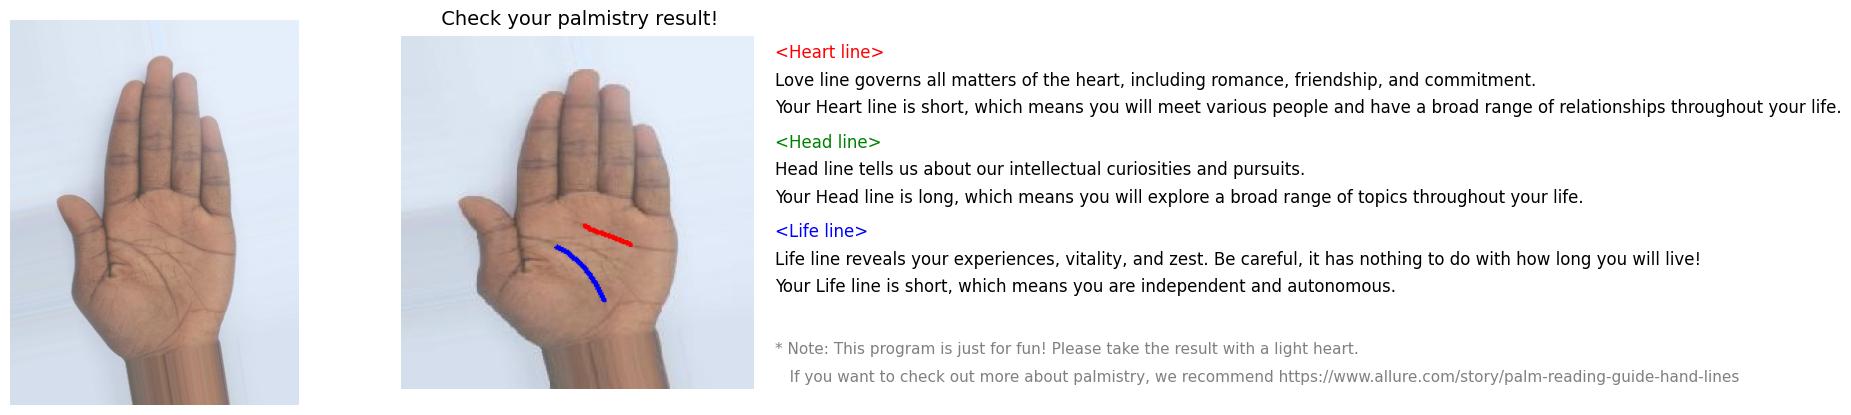 Check your palmistry result!
<Heart line>
Love line governs all matters of the heart, including romance, friendship, and commitment.
Your Heart line is short, which means you will meet various people and have a broad range of relationships throughout your life.
<Head line>
Head line tells us about our intellectual curiosities and pursuits.
Your Head line is long, which means you will explore a broad range of topics throughout your life.
<Life line>
Life line reveals your experiences, vitality, and zest. Be careful, it has nothing to do with how long you will live!
Your Life line is short, which means you are independent and autonomous.
* Note: This program is just for fun! Please take the result with a light heart.
If you want to check out more about palmistry, we recommend https://www.allure.com/story/palm-reading-guide-hand-lines